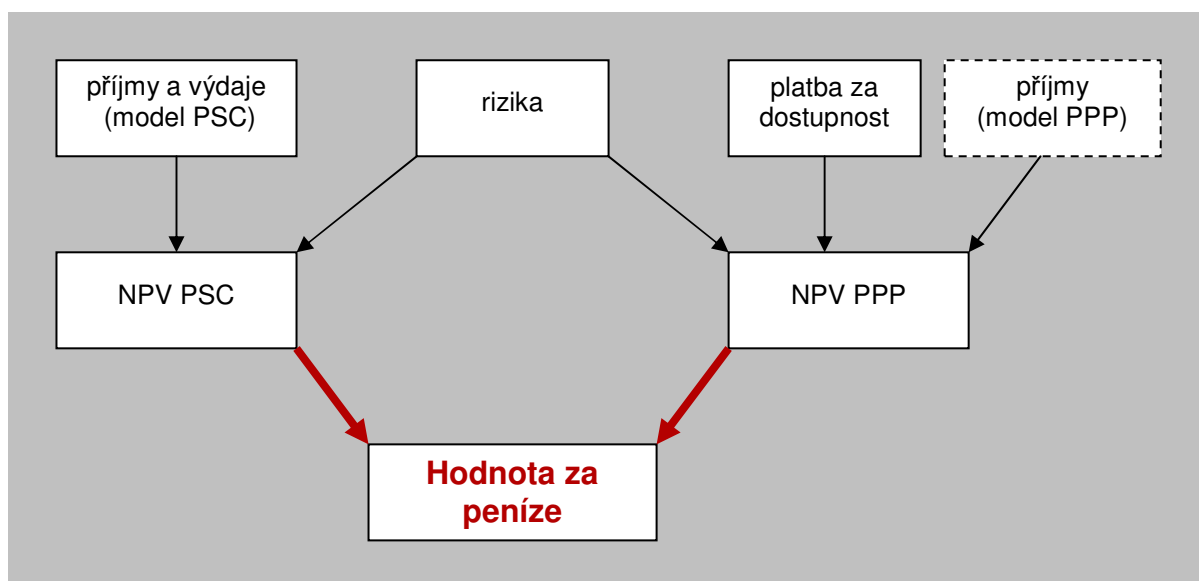 příjmy a výdaje
(model PSC)
rizika
platba za
dostupnost
příjmy
(model PPP)
NPV PSC
NPV PPP
Hodnota za
peníze